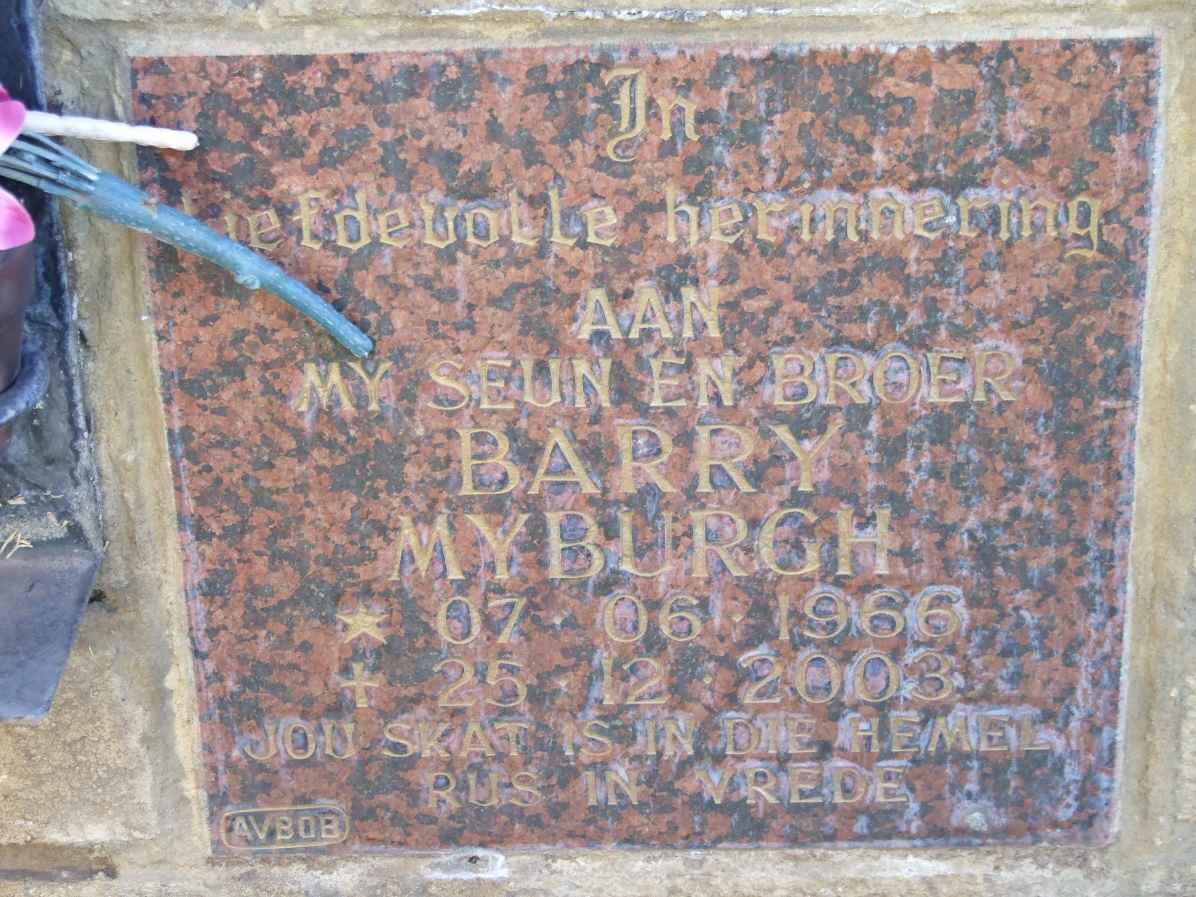 In
Liefdevolle herinnering
AAN
MY SEUN EN BROER
BARRY
MYBURGH
★ 07 · 06 · 1966
✝ 25 · 12 · 2003
JOU SKAT IS IN DIE HEMEL
RUS IN VREDE
AVBOB